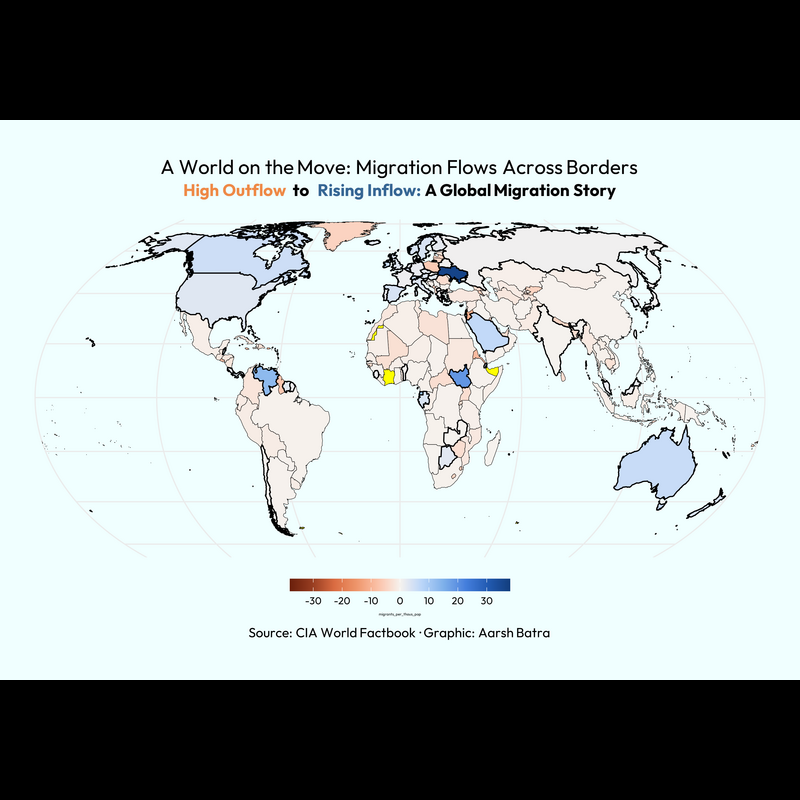 A World on the Move: Migration Flows Across Borders
High Outflow to Rising Inflow: A Global Migration Story
-30 -20 -10 0 10 20 30
migrants_per_thous_pop
Source: CIA World Factbook · Graphic: Aarsh Batra